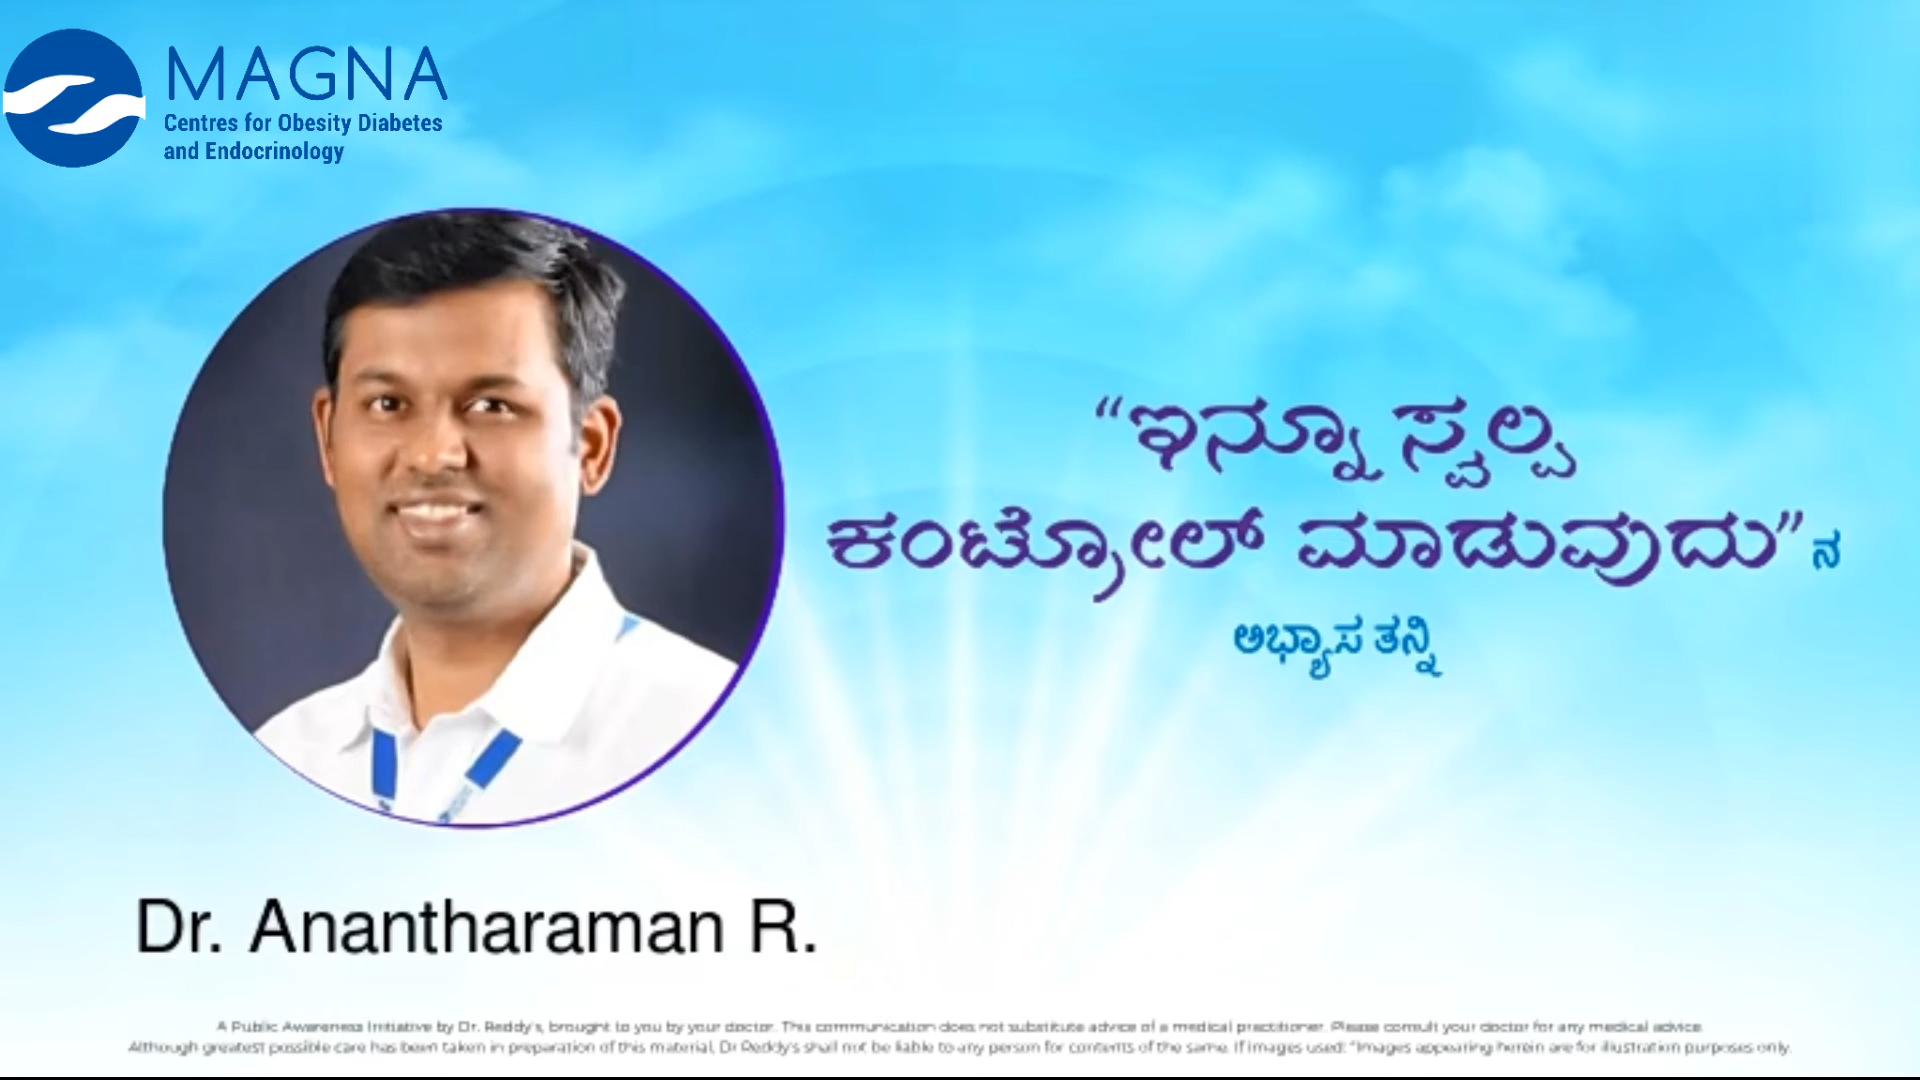 MAGNA
Centres for Obesity Diabetes
and Endocrinology
“ಇನ್ನೂ ಸ್ವಲ್ಪ
ಕಂಟ್ರೋಲ್ ಮಾಡುವುದು”ನ
ಅಭ್ಯಾಸ ತನ್ನಿ
Dr. Anantharaman R.
A Public Awareness Initiative by Dr. Reddy's, brought to you by your doctor. This communication does not substitute advice of a medical practitioner. Please consult your doctor for any medical advice.
Although greatest possible care has been taken in preparation of this material, Dr Reddy's shall not be liable to any person for contents of the same. If images used: "Images appearing herein are for illustration purposes only.